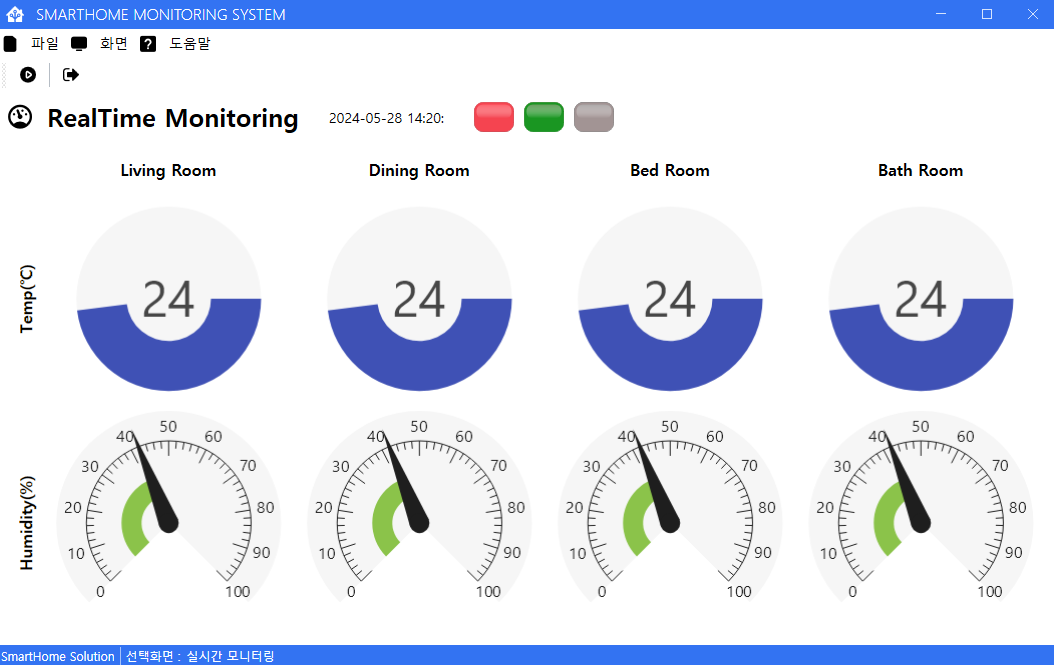 SMARTHOME MONITORING SYSTEM
파일 화면 ? 도움말
RealTime Monitoring 2024-05-28 14:20:
Living Room Dining Room Bed Room Bath Room
Temp(℃)
24 24 24 24
Humidity(%)
0 10 20 30 40 50 60 70 80 90 100
0 10 20 30 40 50 60 70 80 90 100
0 10 20 30 40 50 60 70 80 90 100
0 10 20 30 40 50 60 70 80 90 100
SmartHome Solution 선택화면 : 실시간 모니터링